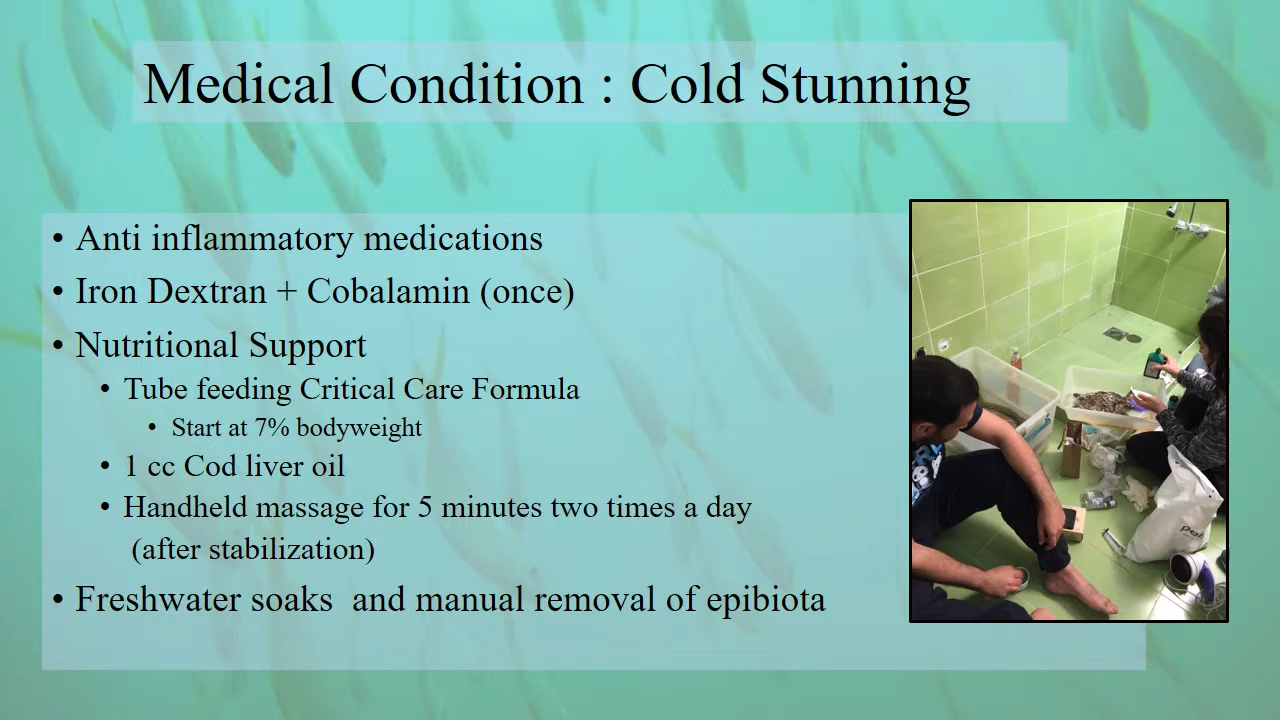 Medical Condition : Cold Stunning
• Anti inflammatory medications
• Iron Dextran + Cobalamin (once)
• Nutritional Support
• Tube feeding Critical Care Formula
• Start at 7% bodyweight
• 1 cc Cod liver oil
• Handheld massage for 5 minutes two times a day
(after stabilization)
• Freshwater soaks  and manual removal of epibiota